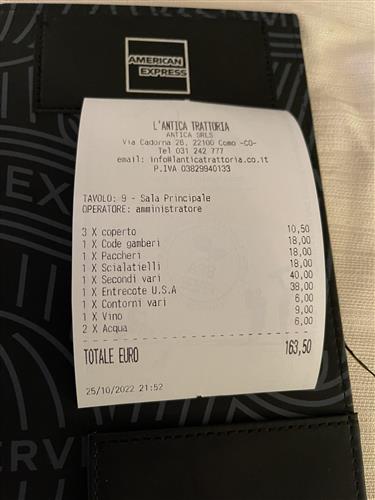 AMERICAN
EXPRESS
L'ANTICA TRATTORIA
ANTICA SRLS
Via Cadorna 26, 22100 Como -CO-
Tel 031 242 777
email: info@lanticatrattoria.co.it
P.IVA 03829940133
TAVOLO: 9 - Sala Principale
OPERATORE: amministratore
3 X coperto 10,50
1 X Code gamberi 18,00
1 X Paccheri 18,00
1 X Scialatielli 18,00
1 X Secondi vari 40,00
1 X Entrecote U.S.A 38,00
1 X Contorni vari 6,00
1 X Vino 9,00
2 X Acqua 6,00
TOTALE EURO 163,50
25/10/2022 21:52
EX
ERV